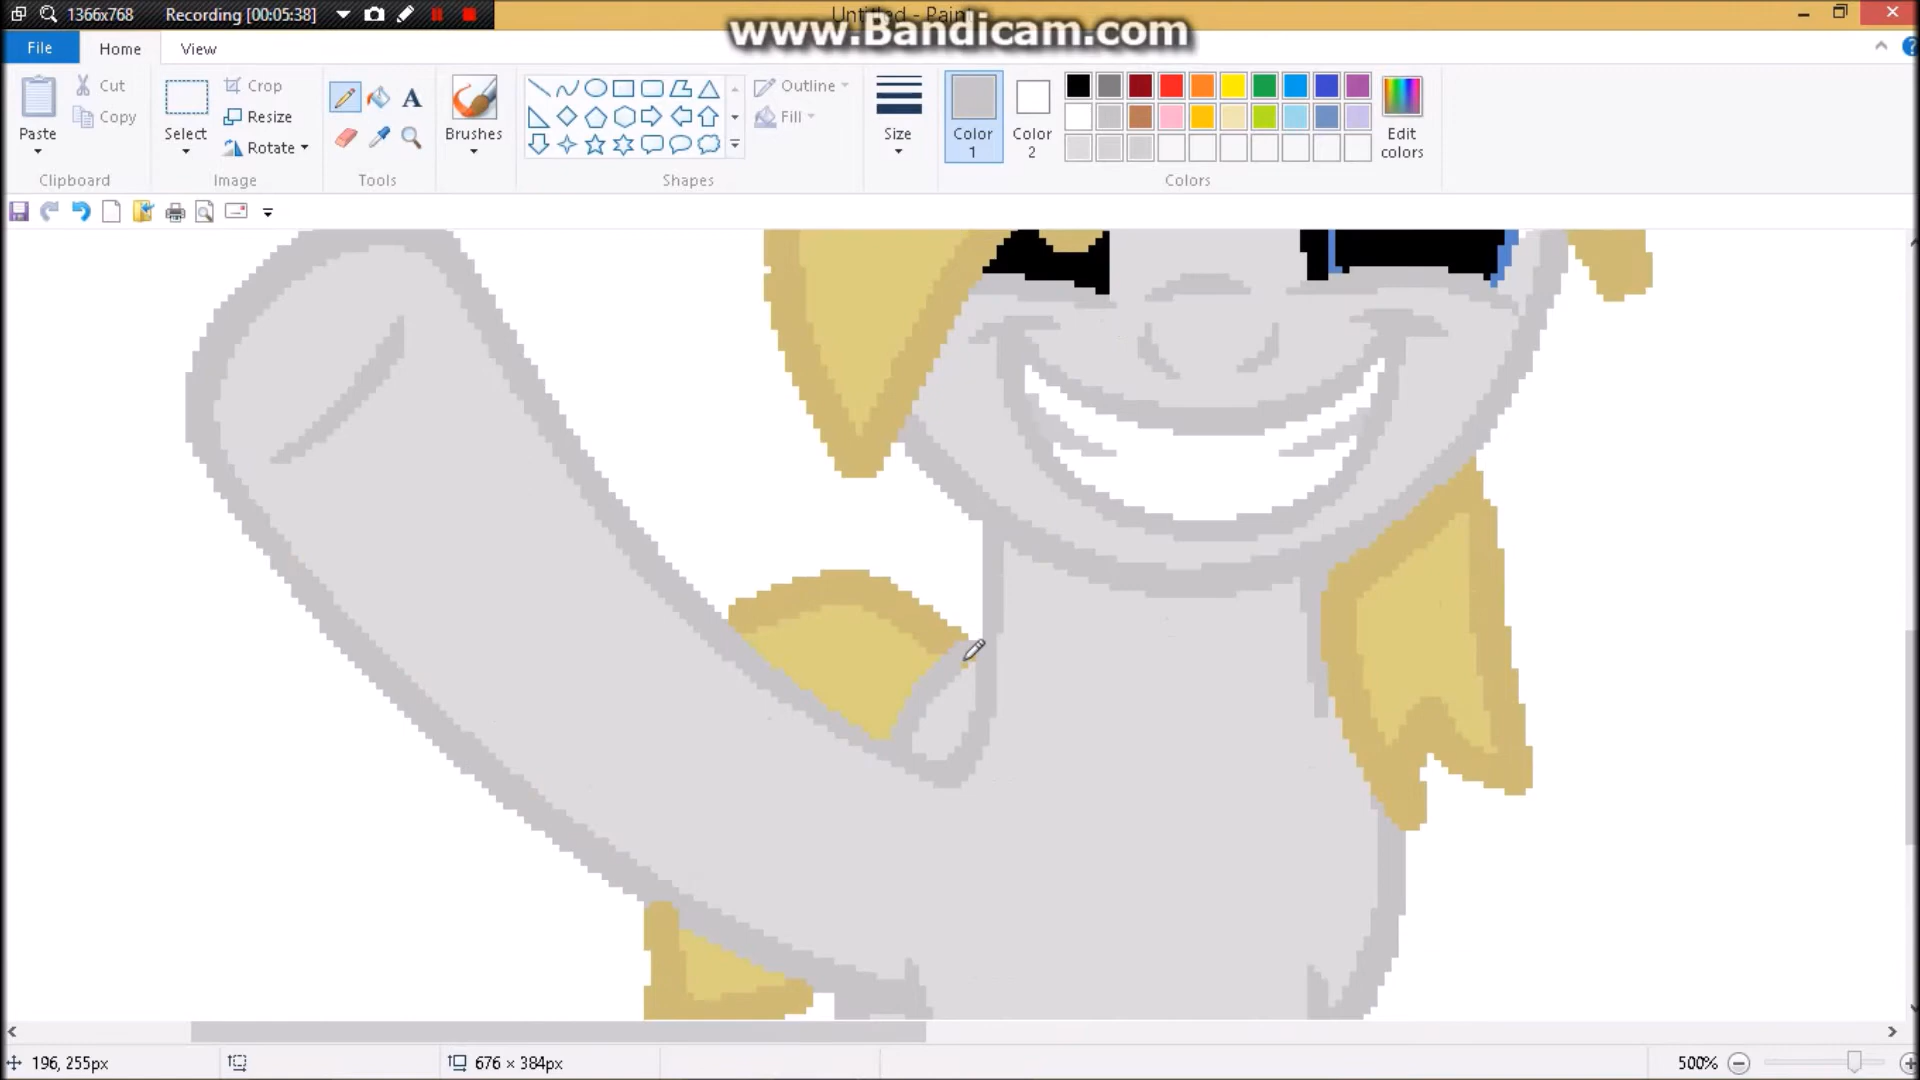 1366x768 Recording [00:05:38] Untitled - Paint
www.Bandicam.com
File Home View
Paste
Cut
Copy
Clipboard
Select
Crop
Resize
Rotate
Image
Tools
Brushes
Shapes
Outline
Fill
Size
Color 1
Color 2
Colors
Edit colors
196, 255px 676 × 384px 500%